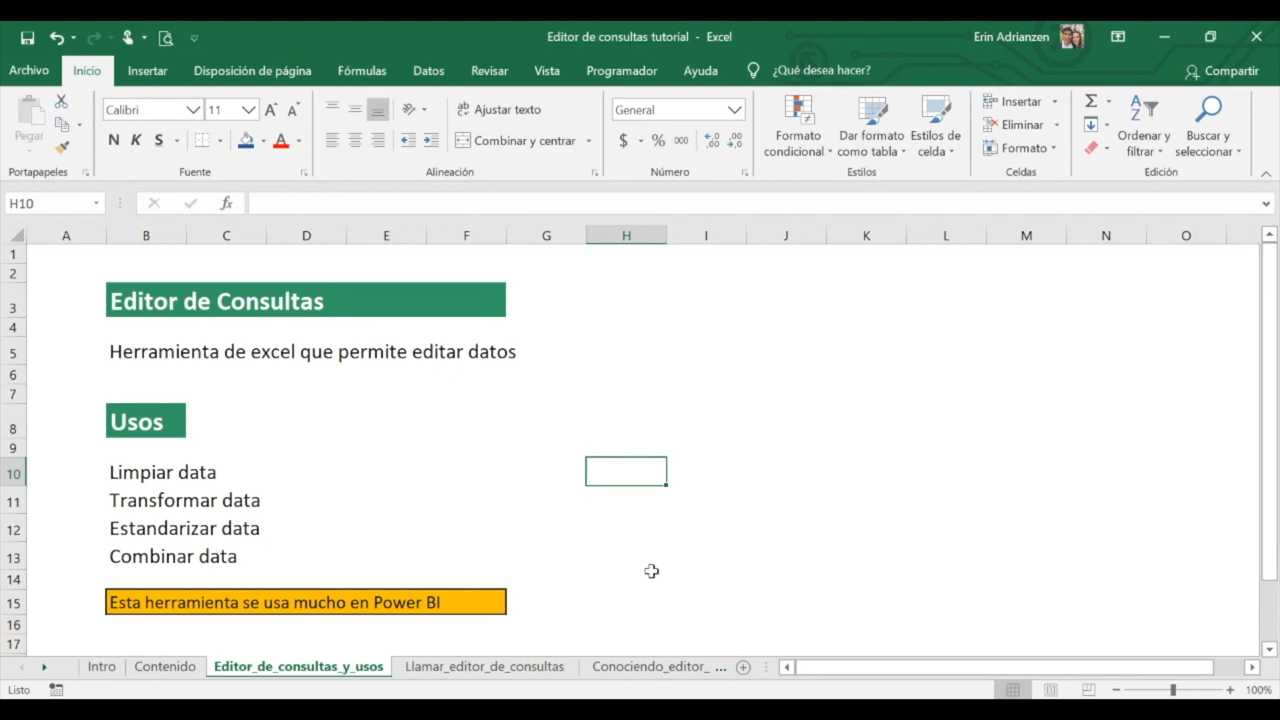 Editor de consultas tutorial - Excel
Erin Adrianzen
Archivo Inicio Insertar Disposición de página Fórmulas Datos Revisar Vista Programador Ayuda ¿Qué desea hacer? Compartir
Pegar
Portapapeles
Calibri 11
N K S
Fuente
Ajustar texto
Combinar y centrar
Alineación
General
$ % 000
Número
Formato condicional
Dar formato como tabla
Estilos de celda
Estilos
Insertar
Eliminar
Formato
Celdas
Ordenar y filtrar
Buscar y seleccionar
Edición
H10
fx
A B C D E F G H I J K L M N O
1
2
3 Editor de Consultas
4
5 Herramienta de excel que permite editar datos
6
7
8 Usos
9
10 Limpiar data
11 Transformar data
12 Estandarizar data
13 Combinar data
14
15 Esta herramienta se usa mucho en Power BI
16
17
Intro Contenido Editor_de_consultas_y_usos Llamar_editor_de_consultas Conociendo_editor_ ...
Listo
100%